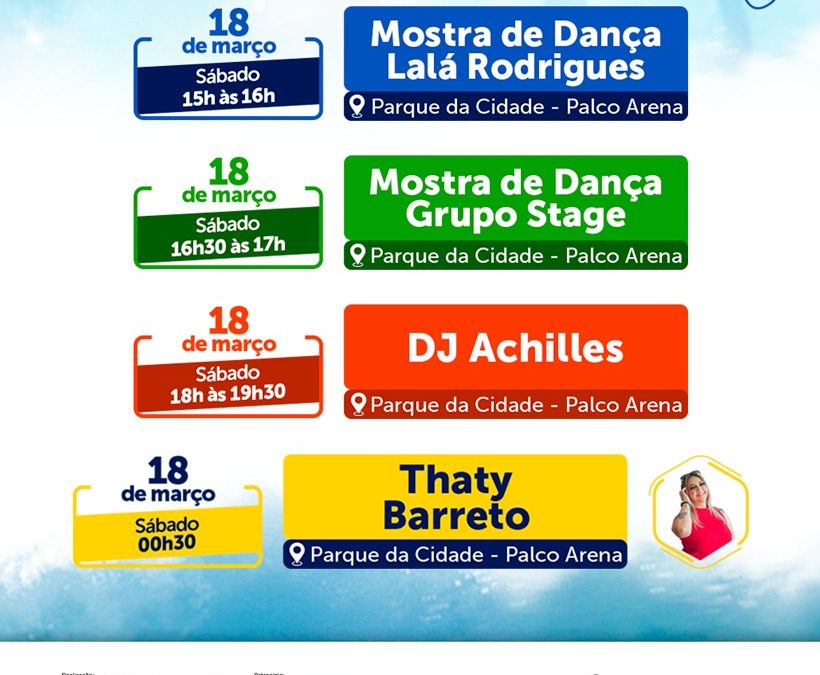 18
de março
Sábado
15h às 16h
Mostra de Dança
Lalá Rodrigues
Parque da Cidade - Palco Arena
18
de março
Sábado
16h30 às 17h
Mostra de Dança
Grupo Stage
Parque da Cidade - Palco Arena
18
de março
Sábado
18h às 19h30
DJ Achilles
Parque da Cidade - Palco Arena
18
de março
Sábado
00h30
Thaty
Barreto
Parque da Cidade - Palco Arena